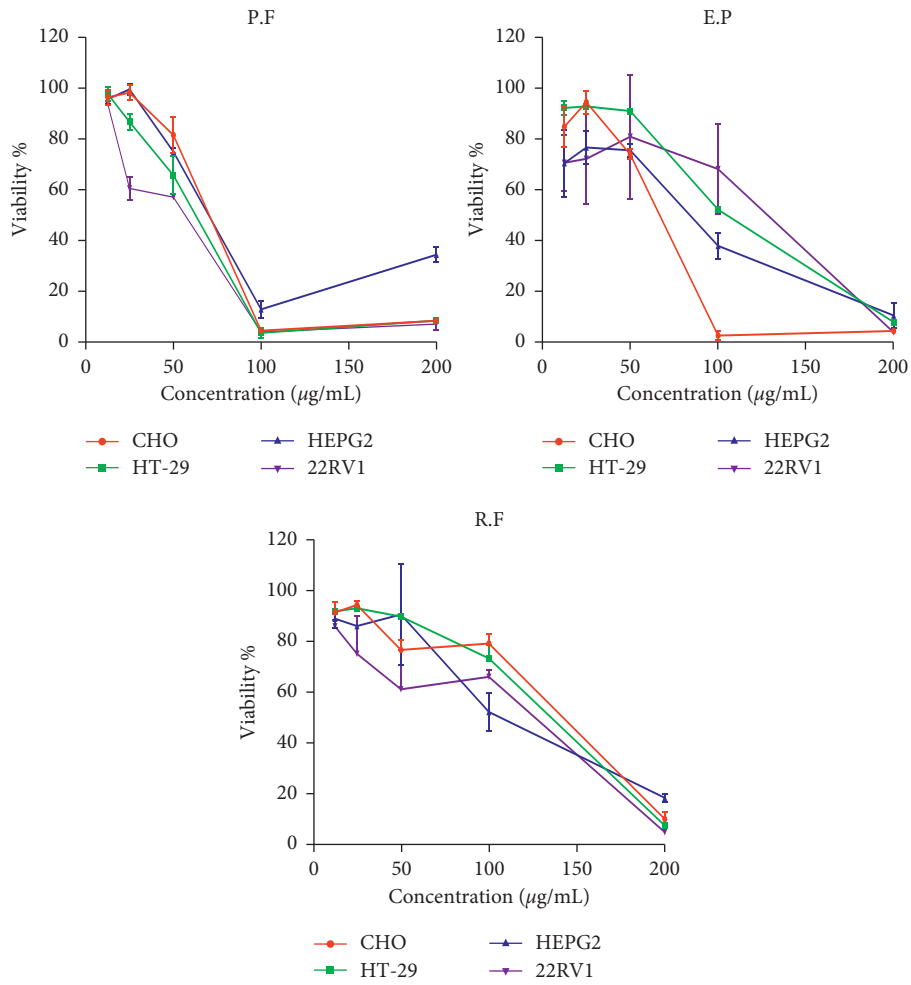 P.F
120
100
80
60
40
20
0
Viability %
0 50 100 150 200
Concentration (μg/mL)
CHO HEPG2
HT-29 22RV1
E.P
120
100
80
60
40
20
0
Viability %
0 50 100 150 200
Concentration (μg/mL)
CHO HEPG2
HT-29 22RV1
R.F
120
100
80
60
40
20
0
Viability %
0 50 100 150 200
Concentration (μg/mL)
CHO HEPG2
HT-29 22RV1